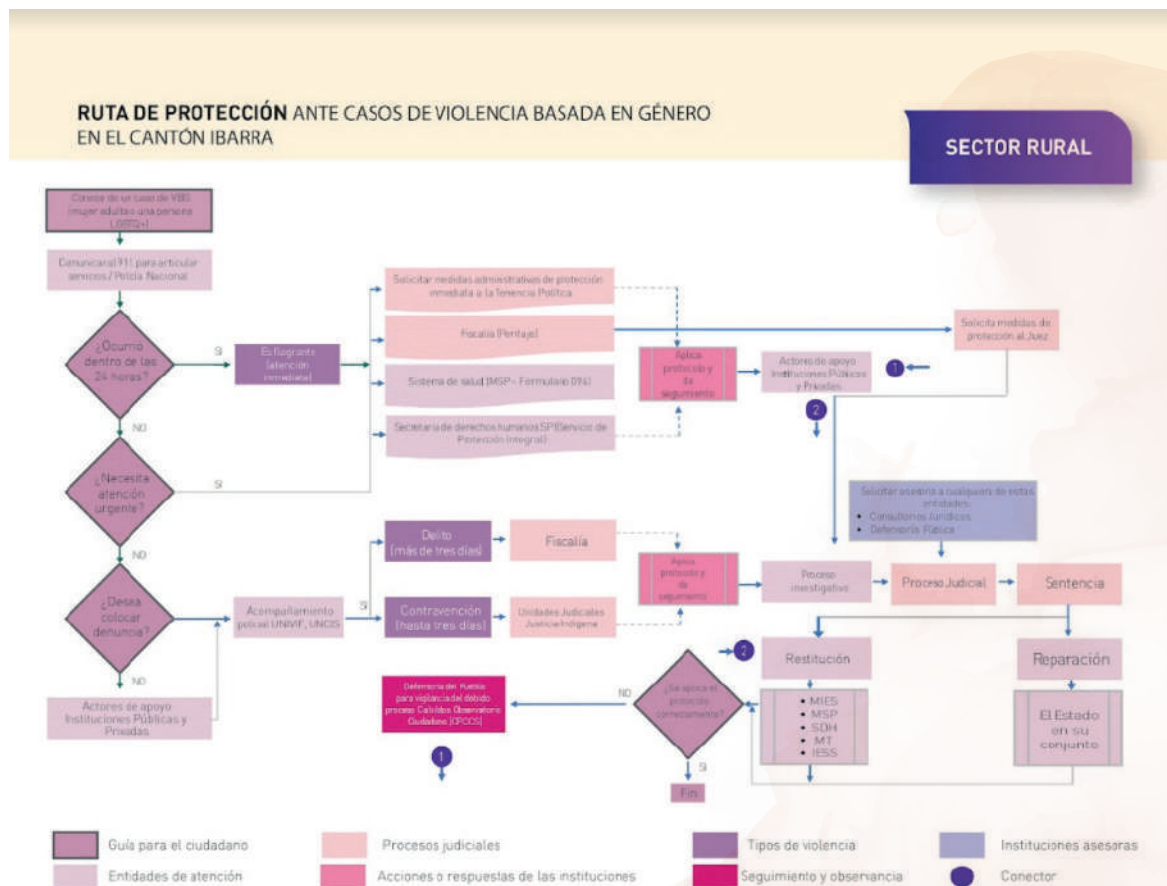 RUTA DE PROTECCIÓN ANTE CASOS DE VIOLENCIA BASADA EN GÉNERO
EN EL CANTÓN IBARRA
SECTOR RURAL
Conoce de un caso de VBG
(mujer adulta o una persona
LGBTIQ+)
Comunicar al 911 para articular
servicios / Policía Nacional
¿Ocurrió
dentro de las
24 horas?
SI
Es flagrante
(atención
inmediata)
NO
¿Necesita
atención
urgente?
SI
NO
¿Desea
colocar
denuncia?
NO
Actores de apoyo
Instituciones Públicas y
Privadas
Acompañamiento
policial UNIVIF, UNCIS
SI
Solicitar medidas administrativas de protección
inmediata a la Tenencia Política
Fiscalía (Peritaje)
Sistema de salud (MSP - Formulario 094)
Secretaria de derechos humanos SPI (Servicio de
Protección Integral)
Aplica
protocolo y da
seguimiento
Actores de apoyo
Instituciones Públicas
y Privadas
1
2
Solicita medidas de
protección al Juez
Solicitar asesoría a cualquiera de estas
entidades:
• Consultorios Jurídicos
• Defensoría Pública
Delito
(más de tres días)
Fiscalía
Contravención
(hasta tres días)
Unidades Judiciales
Justicia Indígena
Aplica
protocolo y da
seguimiento
Proceso
investigativo
Proceso Judicial
Sentencia
Restitución
Reparación
• MIES
• MSP
• SDH
• MT
• IESS
El Estado
en su
conjunto
2
¿Se aplica el
protocolo
correctamente?
NO
Defensoría del Pueblo
para vigilancia del debido
proceso Cabildos Observatorio
Ciudadano (CPCCS)
1
SI
Fin
Guía para el ciudadano
Procesos judiciales
Tipos de violencia
Instituciones asesoras
Entidades de atención
Acciones o respuestas de las instituciones
Seguimiento y observancia
Conector